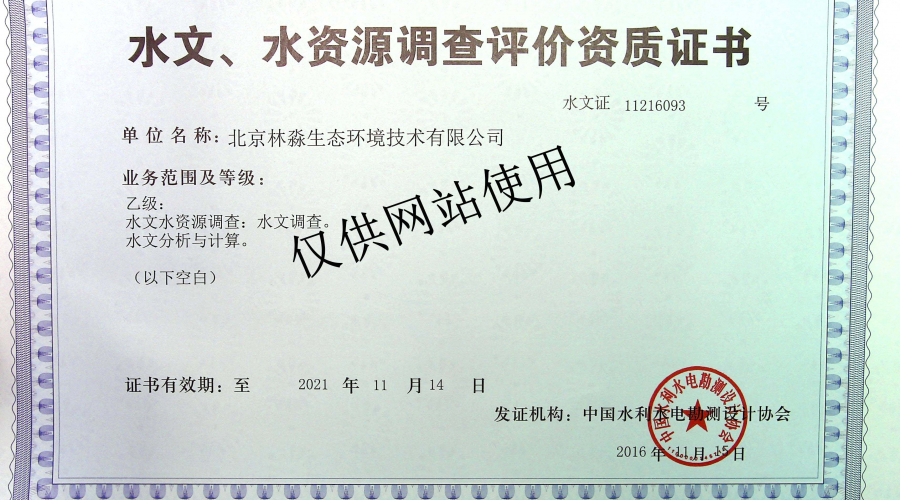 水文、水资源调查评价资质证书
水文证 11216093 号
单位名称：北京林淼生态环境技术有限公司
业务范围及等级：
乙级：
水文水资源调查：水文调查。
水文分析与计算。
（以下空白）
仅供网站使用
证书有效期：至 2021 年 11 月 14 日
发证机构：中国水利水电勘测设计协会
2016 年 11 月 15 日
中国水利水电勘测设计协会